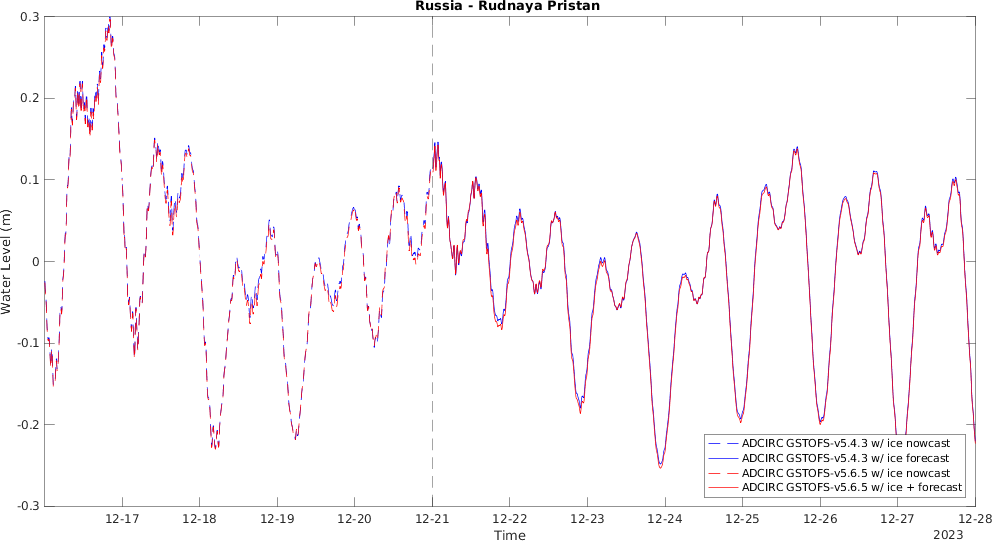 Russia - Rudnaya Pristan
0.3
0.2
0.1
0
-0.1
-0.2
-0.3
Water Level (m)
ADCIRC GSTOFS-v5.4.3 w/ ice nowcast
ADCIRC GSTOFS-v5.4.3 w/ ice forecast
ADCIRC GSTOFS-v5.6.5 w/ ice nowcast
ADCIRC GSTOFS-v5.6.5 w/ ice + forecast
12-17 12-18 12-19 12-20 12-21 12-22 12-23 12-24 12-25 12-26 12-27 12-28
Time
2023